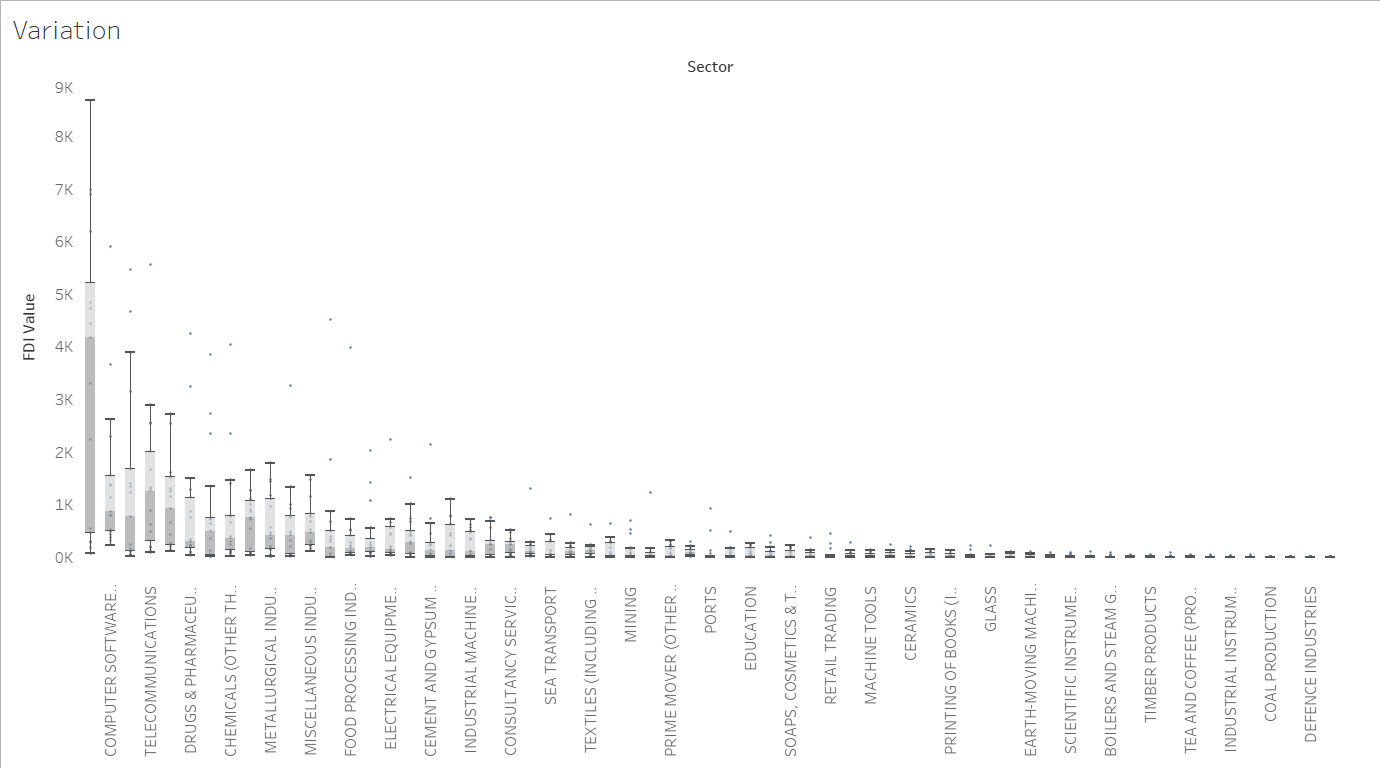 Variation
Sector
9K
8K
7K
6K
5K
4K
3K
2K
1K
0K
FDI Value
COMPUTER SOFTWARE..
TELECOMMUNICATIONS
DRUGS & PHARMACEU..
CHEMICALS (OTHER TH..
METALLURGICAL INDU..
MISCELLANEOUS INDU..
FOOD PROCESSING IND..
ELECTRICAL EQUIPME..
CEMENT AND GYPSUM ..
INDUSTRIAL MACHINE..
CONSULTANCY SERVIC..
SEA TRANSPORT
TEXTILES (INCLUDING ..
MINING
PRIME MOVER (OTHER ..
PORTS
EDUCATION
SOAPS, COSMETICS & T..
RETAIL TRADING
MACHINE TOOLS
CERAMICS
PRINTING OF BOOKS (I..
GLASS
EARTH-MOVING MACHI..
SCIENTIFIC INSTRUME..
BOILERS AND STEAM G..
TIMBER PRODUCTS
TEA AND COFFEE (PRO..
INDUSTRIAL INSTRUM..
COAL PRODUCTION
DEFENCE INDUSTRIES